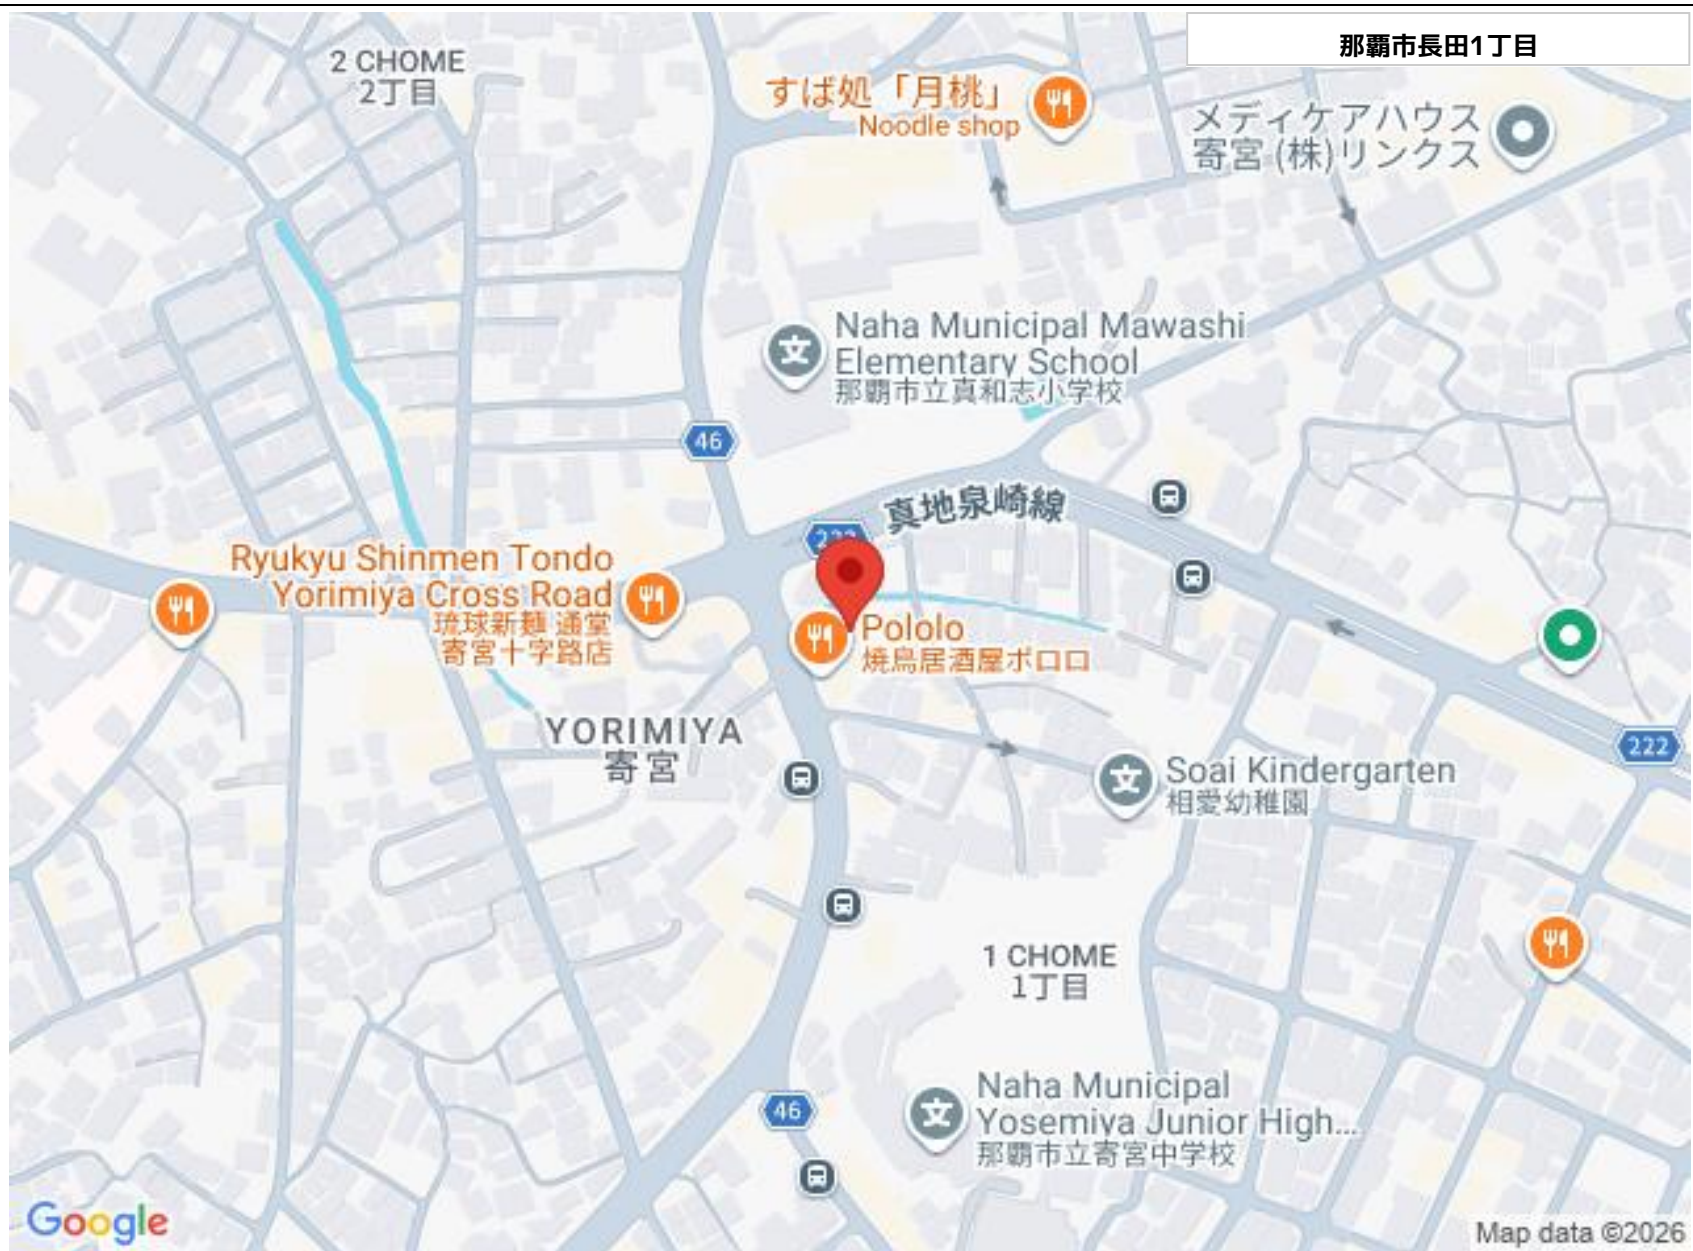 那覇市長田1丁目
2 CHOME
2丁目
すば処「月桃」
Noodle shop
メディケアハウス
寄宮 (株)リンクス
Naha Municipal Mawashi
Elementary School
那覇市立真和志小学校
46
真地泉崎線
Ryukyu Shinmen Tondo
Yorimiya Cross Road
琉球新麺 通堂
寄宮十字路店
Pololo
焼鳥居酒屋ポロロ
YORIMIYA
寄宮
222
Soai Kindergarten
相愛幼稚園
1 CHOME
1丁目
46
Naha Municipal
Yosemiya Junior High...
那覇市立寄宮中学校
Google
Map data ©2026